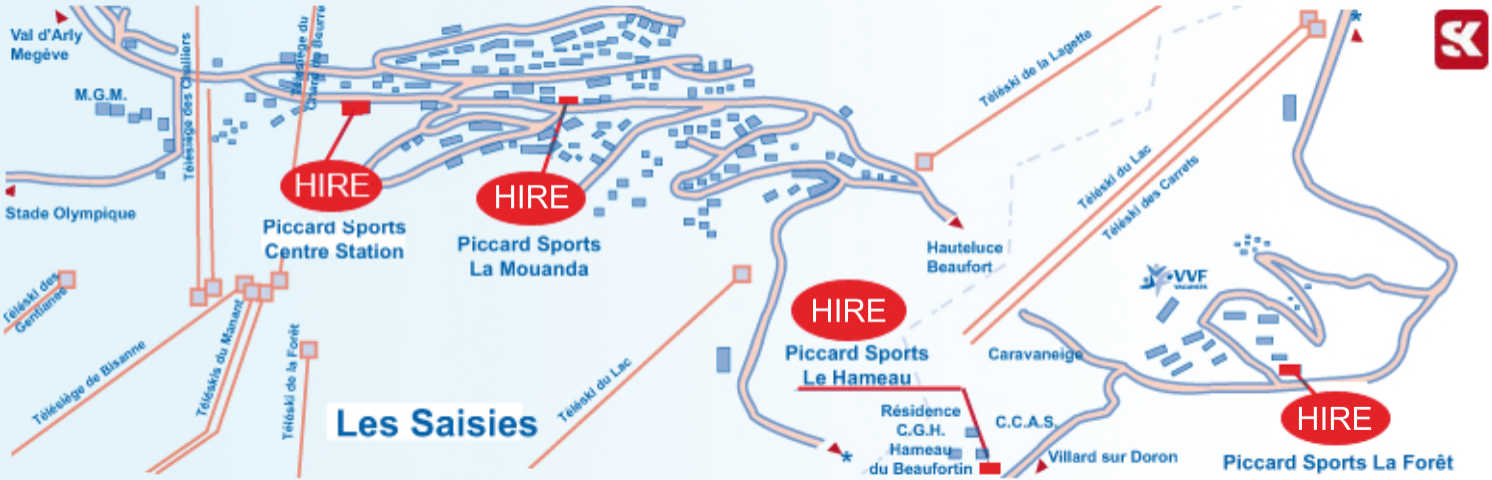 Val d'Arly
Megève
M.G.M.
Télésiège des Challiers
Télésiège du
Chard du Beurre
Téléski de la Lagette
SK
HIRE
Piccard Sports
Centre Station
HIRE
Piccard Sports
La Mouanda
Stade Olympique
Téléski du Lac
Téléski des Carrets
Hauteluce
Beaufort
Téléski des
Gentianes
Télésiège de Bisanne
Téléskis du Manant
Téléski de la Forêt
Les Saisies
Téléski du Lac
HIRE
Piccard Sports
Le Hameau
Résidence
C.G.H.
Hameau
du Beaufortin
C.C.A.S.
Caravaneige
VVF
VACANCES
Villard sur Doron
HIRE
Piccard Sports La Forêt